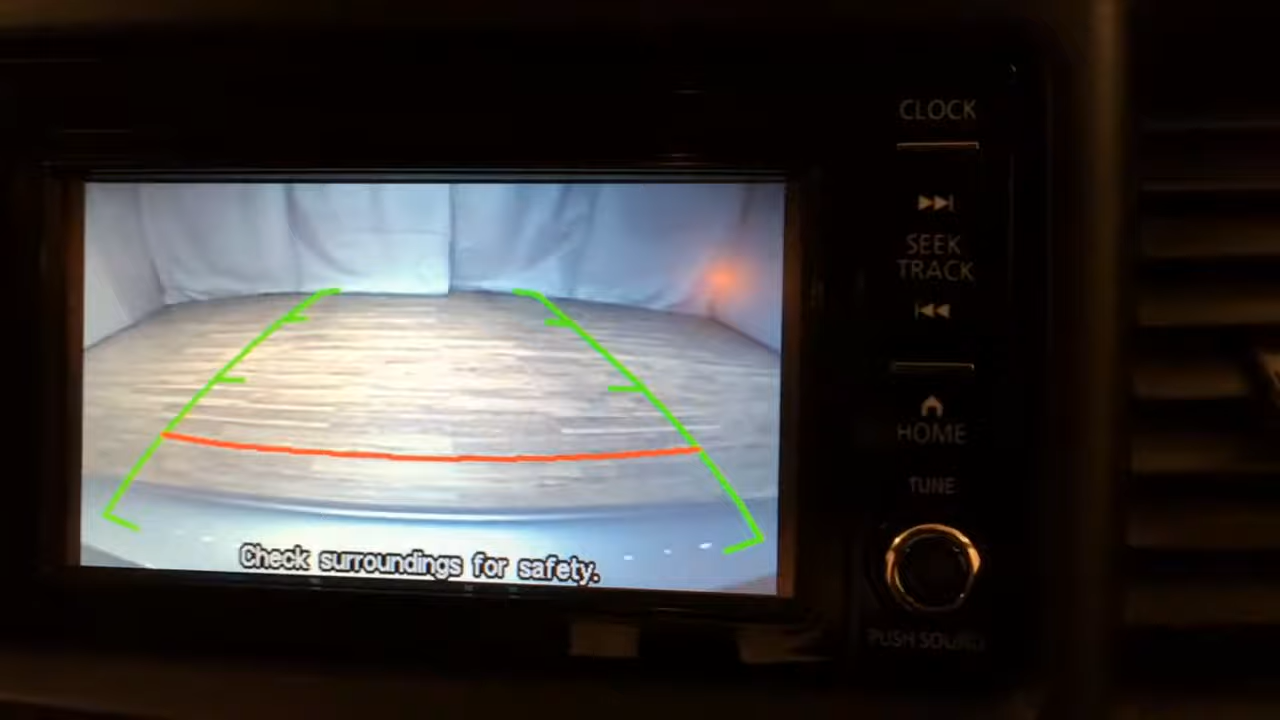 CLOCK
SEEK
TRACK
HOME
TUNE
PUSH SOUND
Check surroundings for safety.